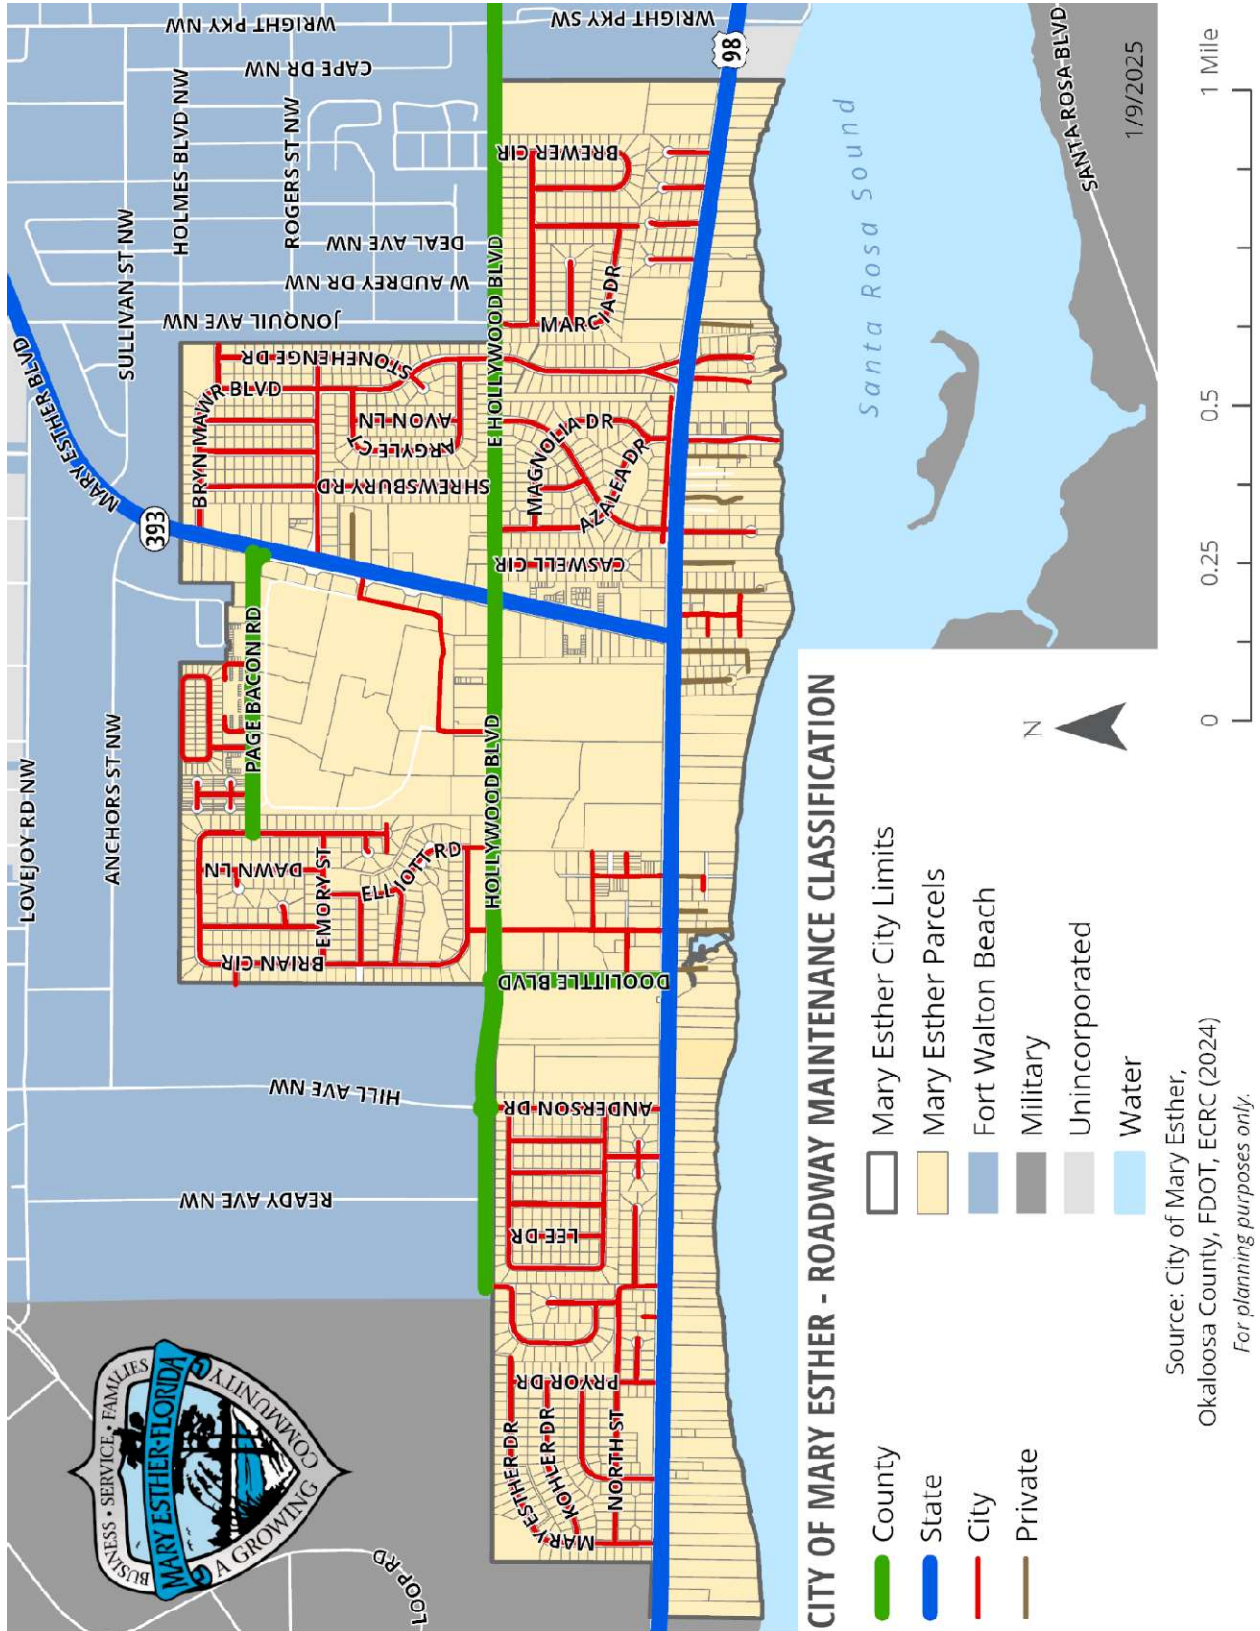 BUSINESS • SERVICE • FAMILIES
MARY ESTHER•FLORIDA
A GROWING COMMUNITY
LOOP RD
LOVEJOY RD NW
ANCHORS ST NW
MARY ESTHER BLVD
393
SULLIVAN ST NW
HOLMES BLVD NW
ROGERS ST NW
WRIGHT PKY NW
CAPE DR NW
DEAL AVE NW
W AUDREY DR NW
JONQUIL AVE NW
WRIGHT PKY SW
98
READY AVE NW
HILL AVE NW
BRIAN CIR
DAWN LN
EMORY ST
ELLIOTT RD
PAGE BACON RD
BRYN MAWR BLVD
STONEHENGE DR
AVON LN
ARGYLE CT
SHREWSBURY RD
HOLLYWOOD BLVD
E HOLLYWOOD BLVD
BREWER CIR
MARCIA DR
MAGNOLIA DR
AZALEA DR
CASWELL CIR
DOOLITTLE BLVD
ANDERSON DR
LEE DR
PRYOR DR
MARY ESTHER DR
KOHLER DR
NORTH ST
MARY
Santa Rosa Sound
SANTA ROSA BLVD
1/9/2025
CITY OF MARY ESTHER - ROADWAY MAINTENANCE CLASSIFICATION
County
State
City
Private
Mary Esther City Limits
Mary Esther Parcels
Fort Walton Beach
Military
Unincorporated
Water
N
Source: City of Mary Esther,
Okaloosa County, FDOT, ECRC (2024)
For planning purposes only.
0 0.25 0.5 1 Mile